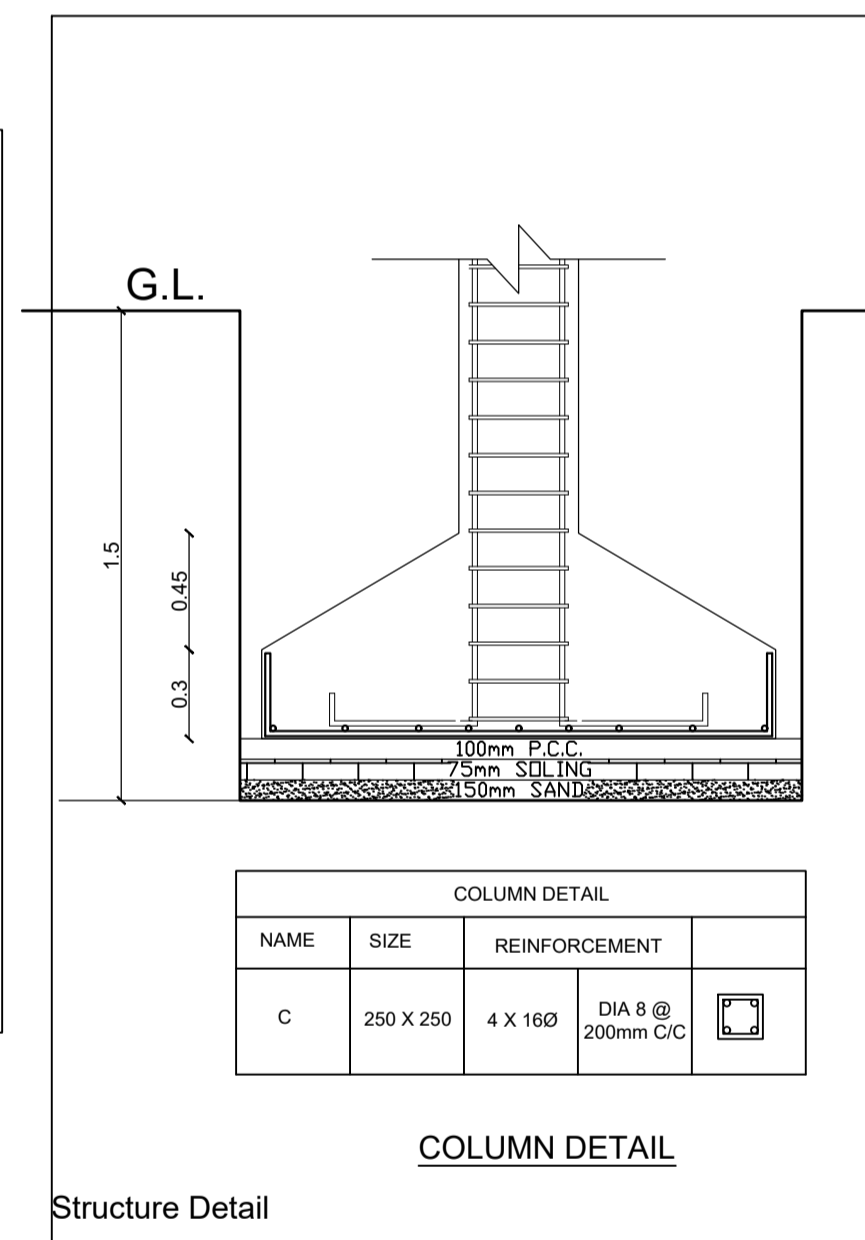 G.L.
1.5
0.45
0.3
100mm P.C.C.
75mm SOLING
150mm SAND
COLUMN DETAIL
NAME SIZE REINFORCEMENT
C 250 X 250 4 X 16Ø DIA 8 @
200mm C/C
COLUMN DETAIL
Structure Detail